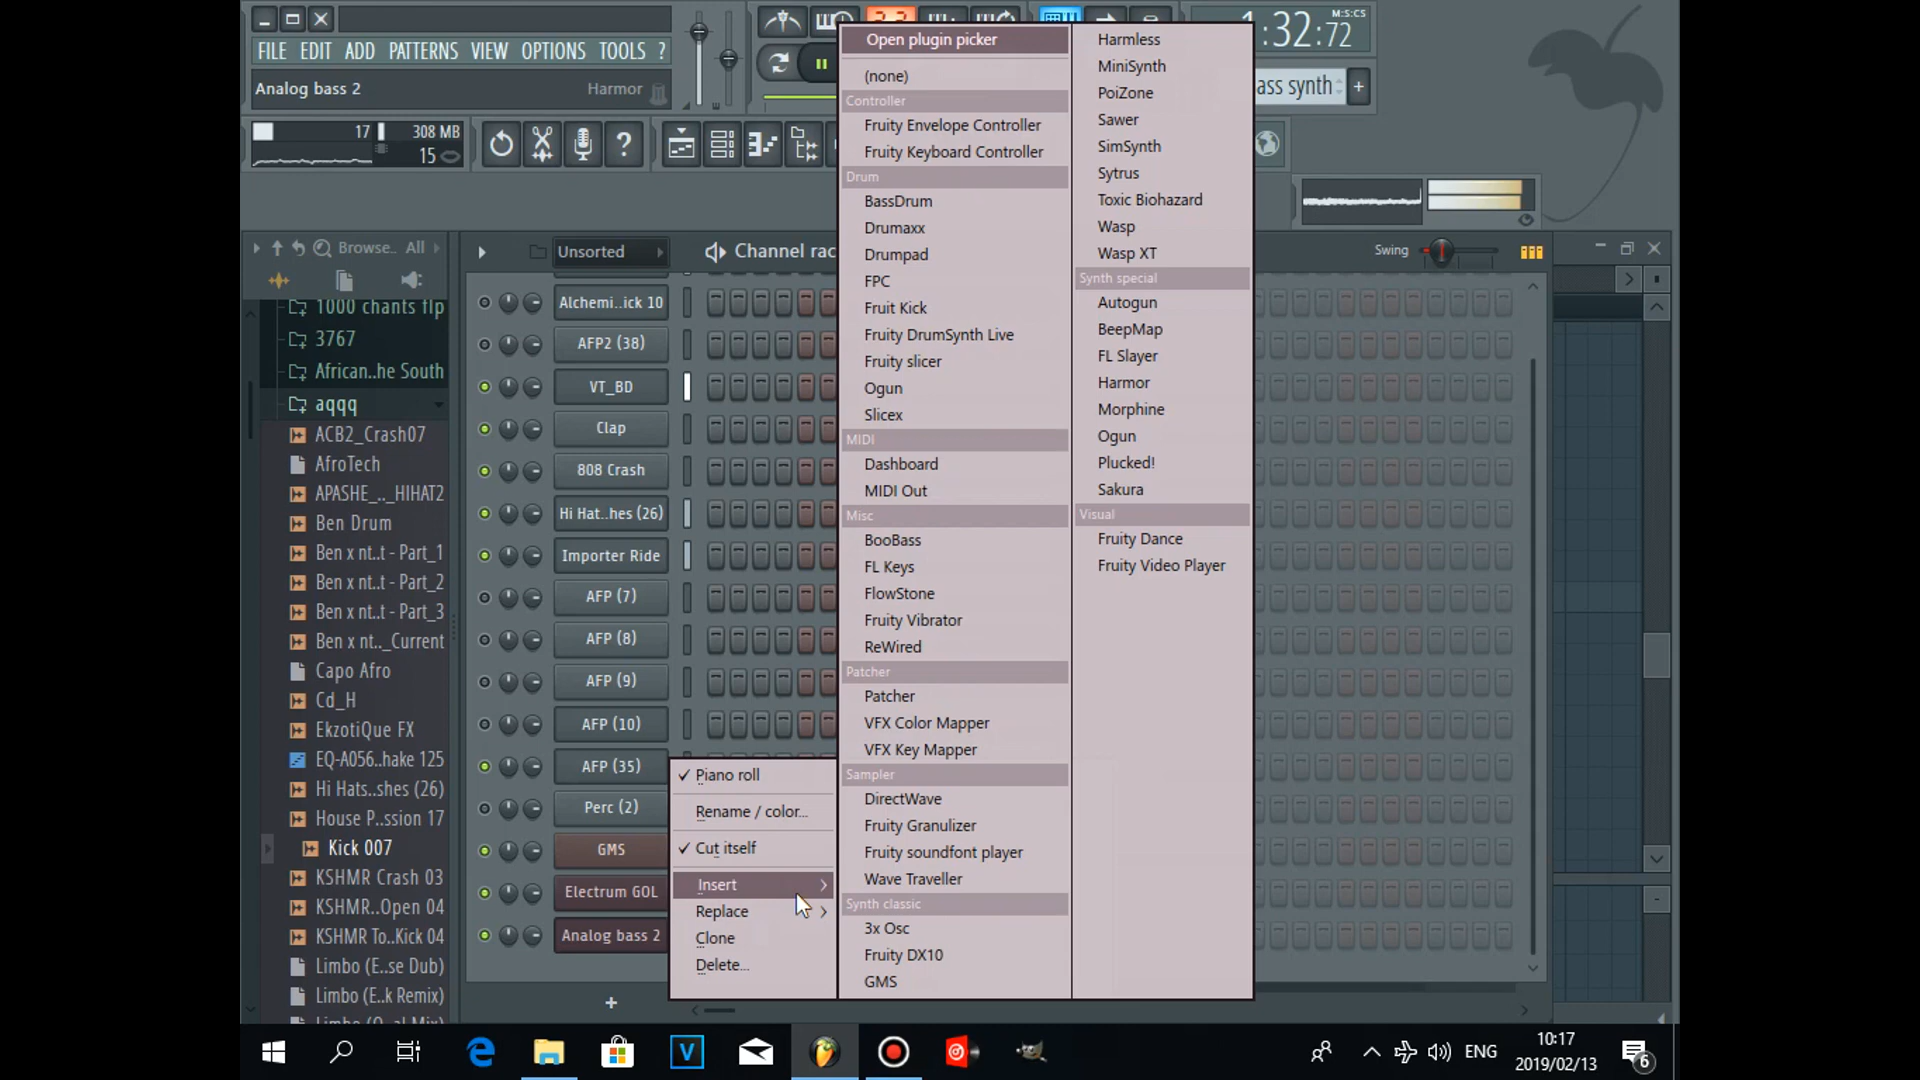 FILE EDIT ADD PATTERNS VIEW OPTIONS TOOLS ?
Analog bass 2 Harmor
17 308 MB
15
1:32:72 M:S:CS
ass synth +
Browse.. All
1000 chants flp
3767
African..he South
aqqq
ACB2_Crash07
AfroTech
APASHE_.._HIHAT2
Ben Drum
Ben x nt..t - Part_1
Ben x nt..t - Part_2
Ben x nt..t - Part_3
Ben x nt.._Current
Capo Afro
Cd_H
EkzotiQue FX
EQ-A056..hake 125
Hi Hats..shes (26)
House P..ssion 17
Kick 007
KSHMR Crash 03
KSHMR..Open 04
KSHMR To..Kick 04
Limbo (E..se Dub)
Limbo (E..k Remix)
Unsorted
Channel rac
Swing
Alchemi..ick 10
AFP2 (38)
VT_BD
Clap
808 Crash
Hi Hat..hes (26)
Importer Ride
AFP (7)
AFP (8)
AFP (9)
AFP (10)
AFP (35)
Perc (2)
GMS
Electrum GOL
Analog bass 2
+
✓ Piano roll
Rename / color...
✓ Cut itself
Insert
Replace
Clone
Delete...
Open plugin picker
(none)
Controller
Fruity Envelope Controller
Fruity Keyboard Controller
Drum
BassDrum
Drumaxx
Drumpad
FPC
Fruit Kick
Fruity DrumSynth Live
Fruity slicer
Ogun
Slicex
MIDI
Dashboard
MIDI Out
Misc
BooBass
FL Keys
FlowStone
Fruity Vibrator
ReWired
Patcher
Patcher
VFX Color Mapper
VFX Key Mapper
Sampler
DirectWave
Fruity Granulizer
Fruity soundfont player
Wave Traveller
Synth classic
3x Osc
Fruity DX10
GMS
Harmless
MiniSynth
PoiZone
Sawer
SimSynth
Sytrus
Toxic Biohazard
Wasp
Wasp XT
Synth special
Autogun
BeepMap
FL Slayer
Harmor
Morphine
Ogun
Plucked!
Sakura
Visual
Fruity Dance
Fruity Video Player
ENG
10:17
2019/02/13
6